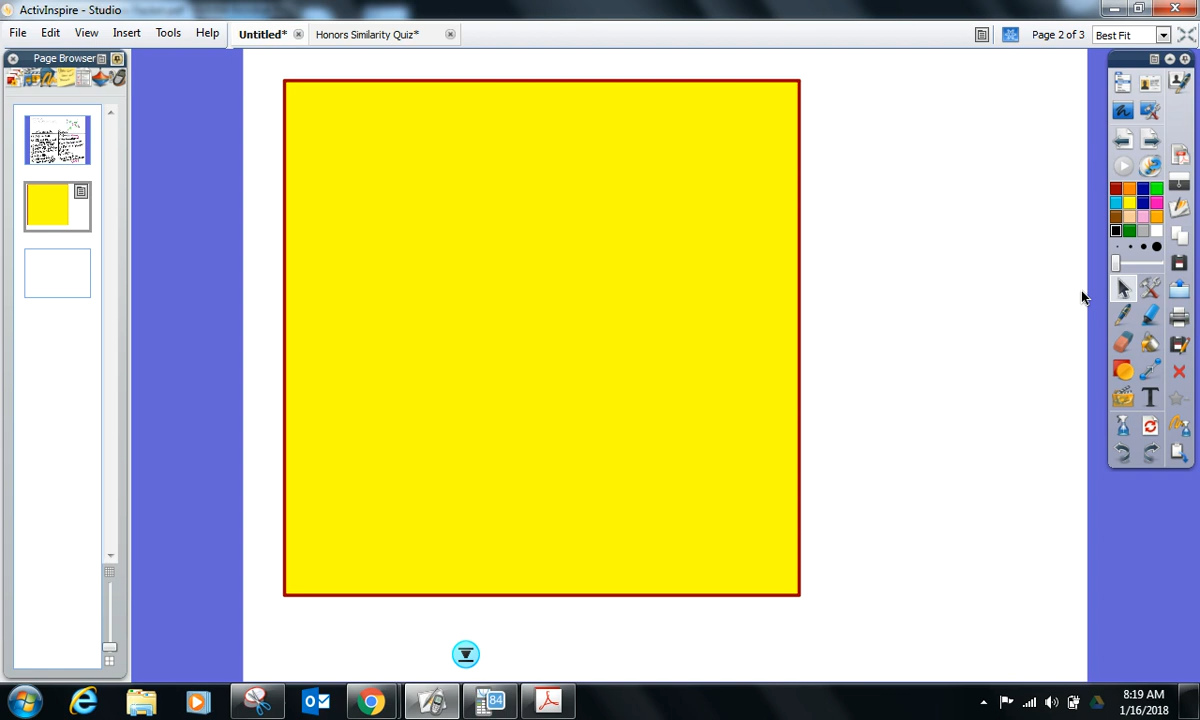 ActivInspire - Studio
File Edit View Insert Tools Help
Untitled* Honors Similarity Quiz*
Page 2 of 3 Best Fit
Page Browser
84
8:19 AM
1/16/2018